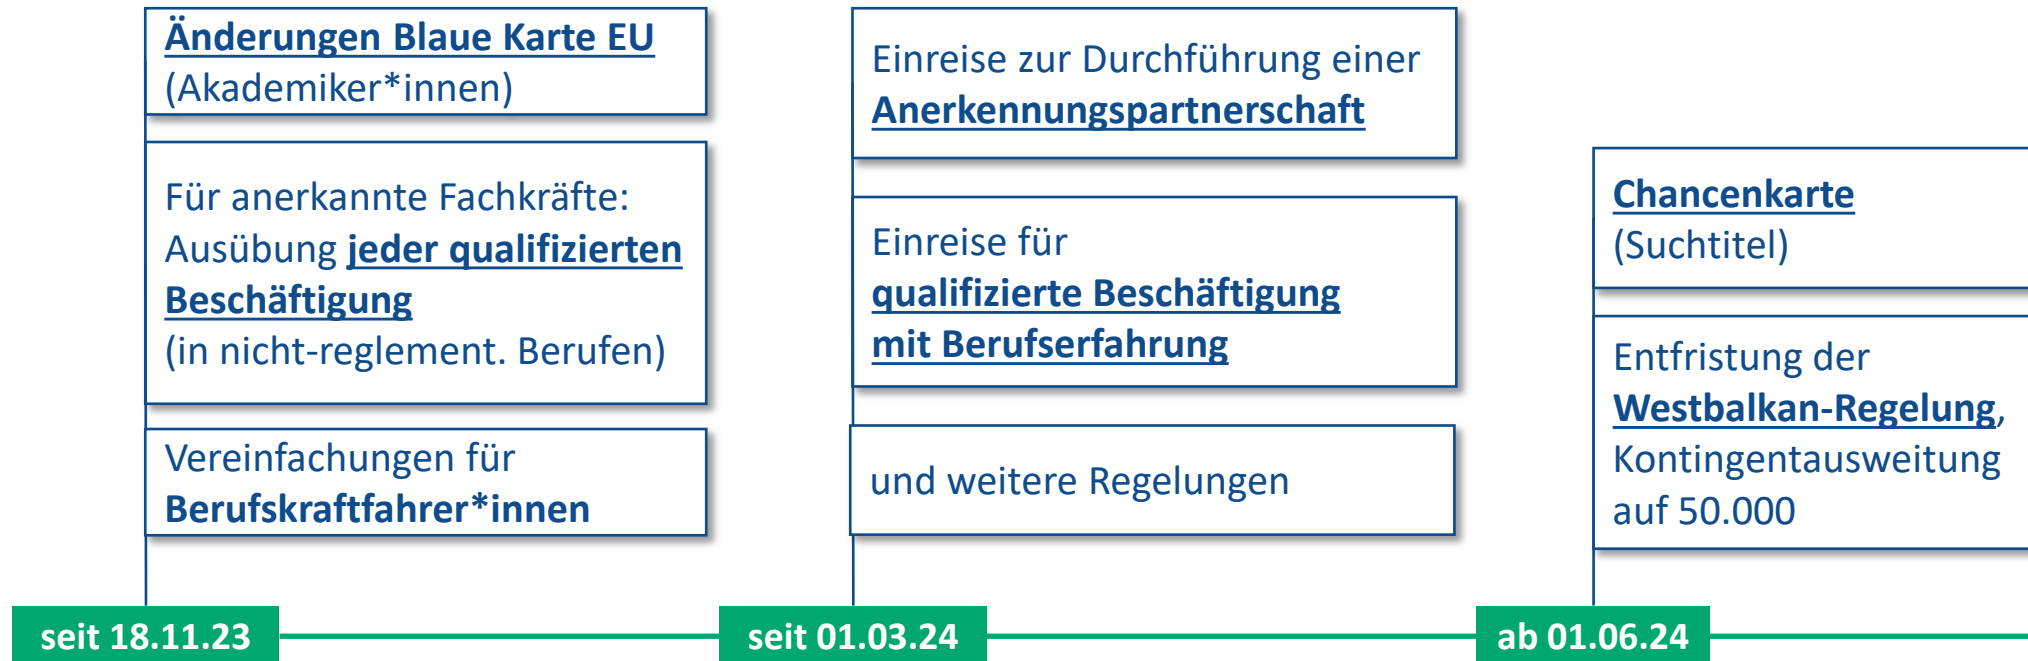 Änderungen Blaue Karte EU
(Akademiker*innen)
Für anerkannte Fachkräfte:
Ausübung jeder qualifizierten
Beschäftigung
(in nicht-reglement. Berufen)
Vereinfachungen für
Berufskraftfahrer*innen
seit 18.11.23
Einreise zur Durchführung einer
Anerkennungspartnerschaft
Einreise für
qualifizierte Beschäftigung
mit Berufserfahrung
und weitere Regelungen
seit 01.03.24
Chancenkarte
(Suchtitel)
Entfristung der
Westbalkan-Regelung,
Kontingentausweitung
auf 50.000
ab 01.06.24